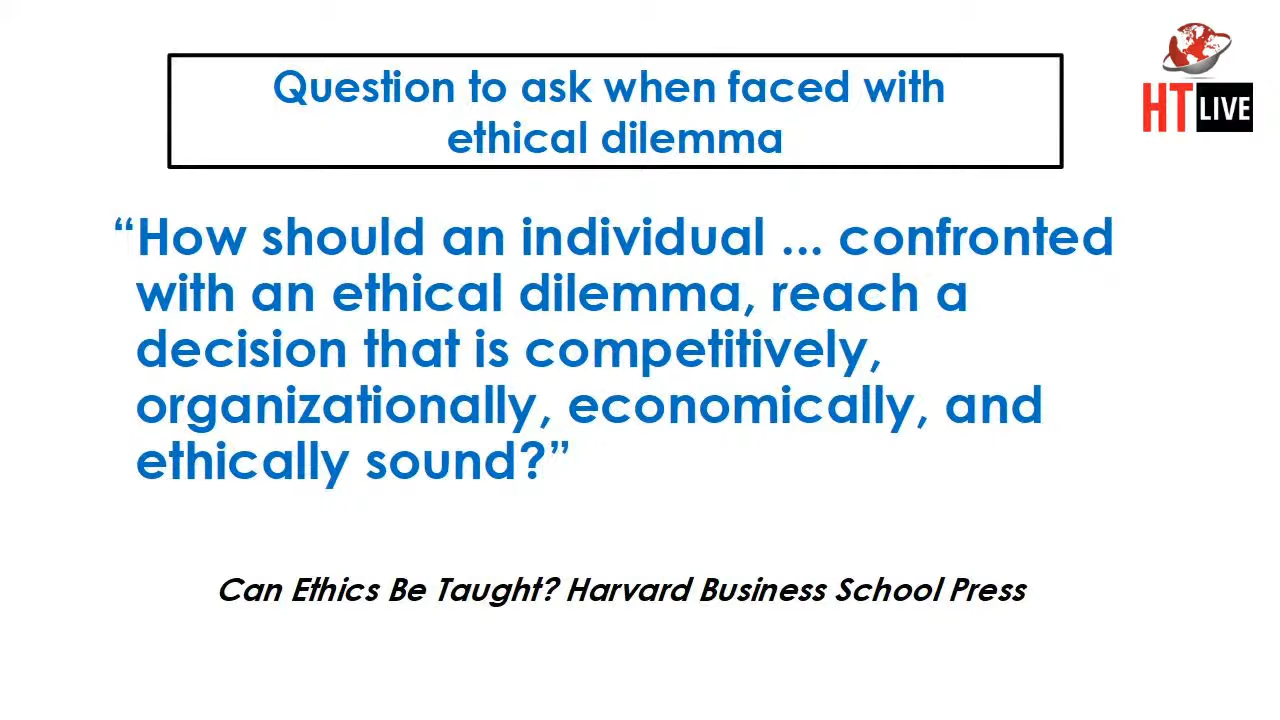 Question to ask when faced with
ethical dilemma
HT LIVE
“How should an individual ... confronted
with an ethical dilemma, reach a
decision that is competitively,
organizationally, economically, and
ethically sound?”
Can Ethics Be Taught? Harvard Business School Press